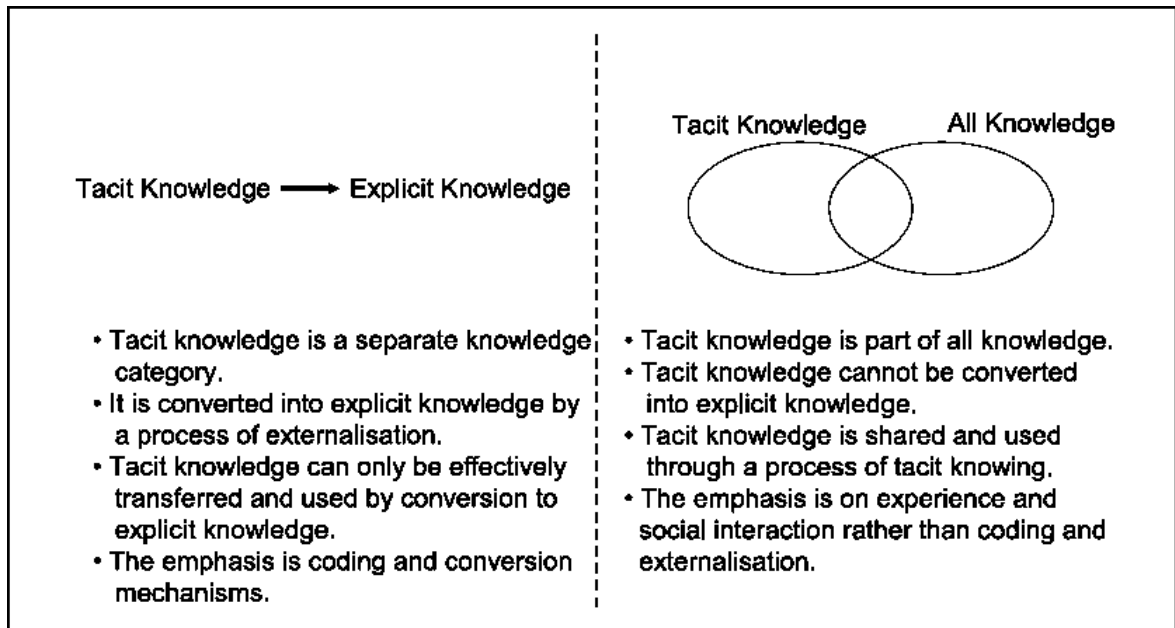 Tacit Knowledge → Explicit Knowledge
• Tacit knowledge is a separate knowledge
category.
• It is converted into explicit knowledge by
a process of externalisation.
• Tacit knowledge can only be effectively
transferred and used by conversion to
explicit knowledge.
• The emphasis is coding and conversion
mechanisms.
Tacit Knowledge All Knowledge
• Tacit knowledge is part of all knowledge.
• Tacit knowledge cannot be converted
into explicit knowledge.
• Tacit knowledge is shared and used
through a process of tacit knowing.
• The emphasis is on experience and
social interaction rather than coding and
externalisation.